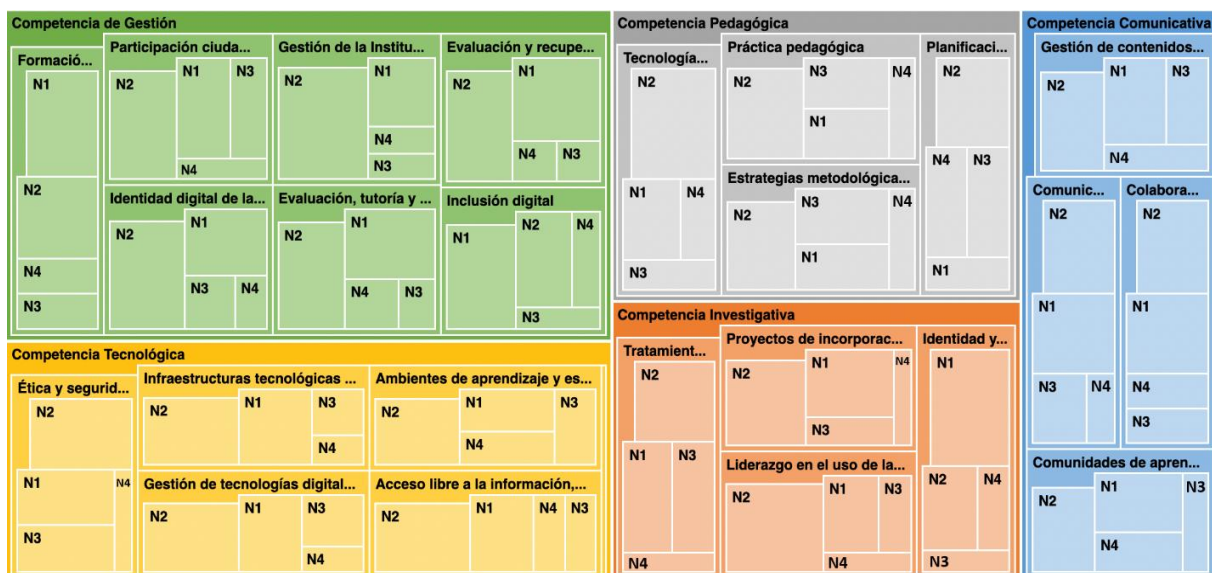 Competencia de Gestión
Formació...
N1
N2
N4
N3
Participación ciuda...
N2
N1
N3
N4
Gestión de la Institu...
N2
N1
N4
N3
Evaluación y recupe...
N2
N1
N4
N3
Identidad digital de la...
N2
N1
N3
N4
Evaluación, tutoría y ...
N2
N1
N4
N3
Inclusión digital
N1
N2
N4
N3
Competencia Tecnológica
Ética y segurid...
N2
N1
N4
N3
Infraestructuras tecnológicas ...
N2
N1
N3
N4
Ambientes de aprendizaje y es...
N2
N1
N3
N4
Gestión de tecnologías digital...
N2
N1
N3
N4
Acceso libre a la información,...
N2
N1
N4
N3
Competencia Pedagógica
Tecnología...
N2
N1
N4
N3
Práctica pedagógica
N2
N3
N4
N1
Estrategias metodológica...
N2
N3
N4
N1
Planificaci...
N2
N4
N3
N1
Competencia Investigativa
Tratamient...
N2
N1
N3
N4
Proyectos de incorporac...
N2
N1
N4
N3
Liderazgo en el uso de la...
N2
N1
N3
N4
Identidad y...
N1
N2
N4
N3
Competencia Comunicativa
Gestión de contenidos...
N2
N1
N3
N4
Comunic...
N2
N1
N3
N4
Colabora...
N2
N1
N4
N3
Comunidades de apren...
N2
N1
N3
N4